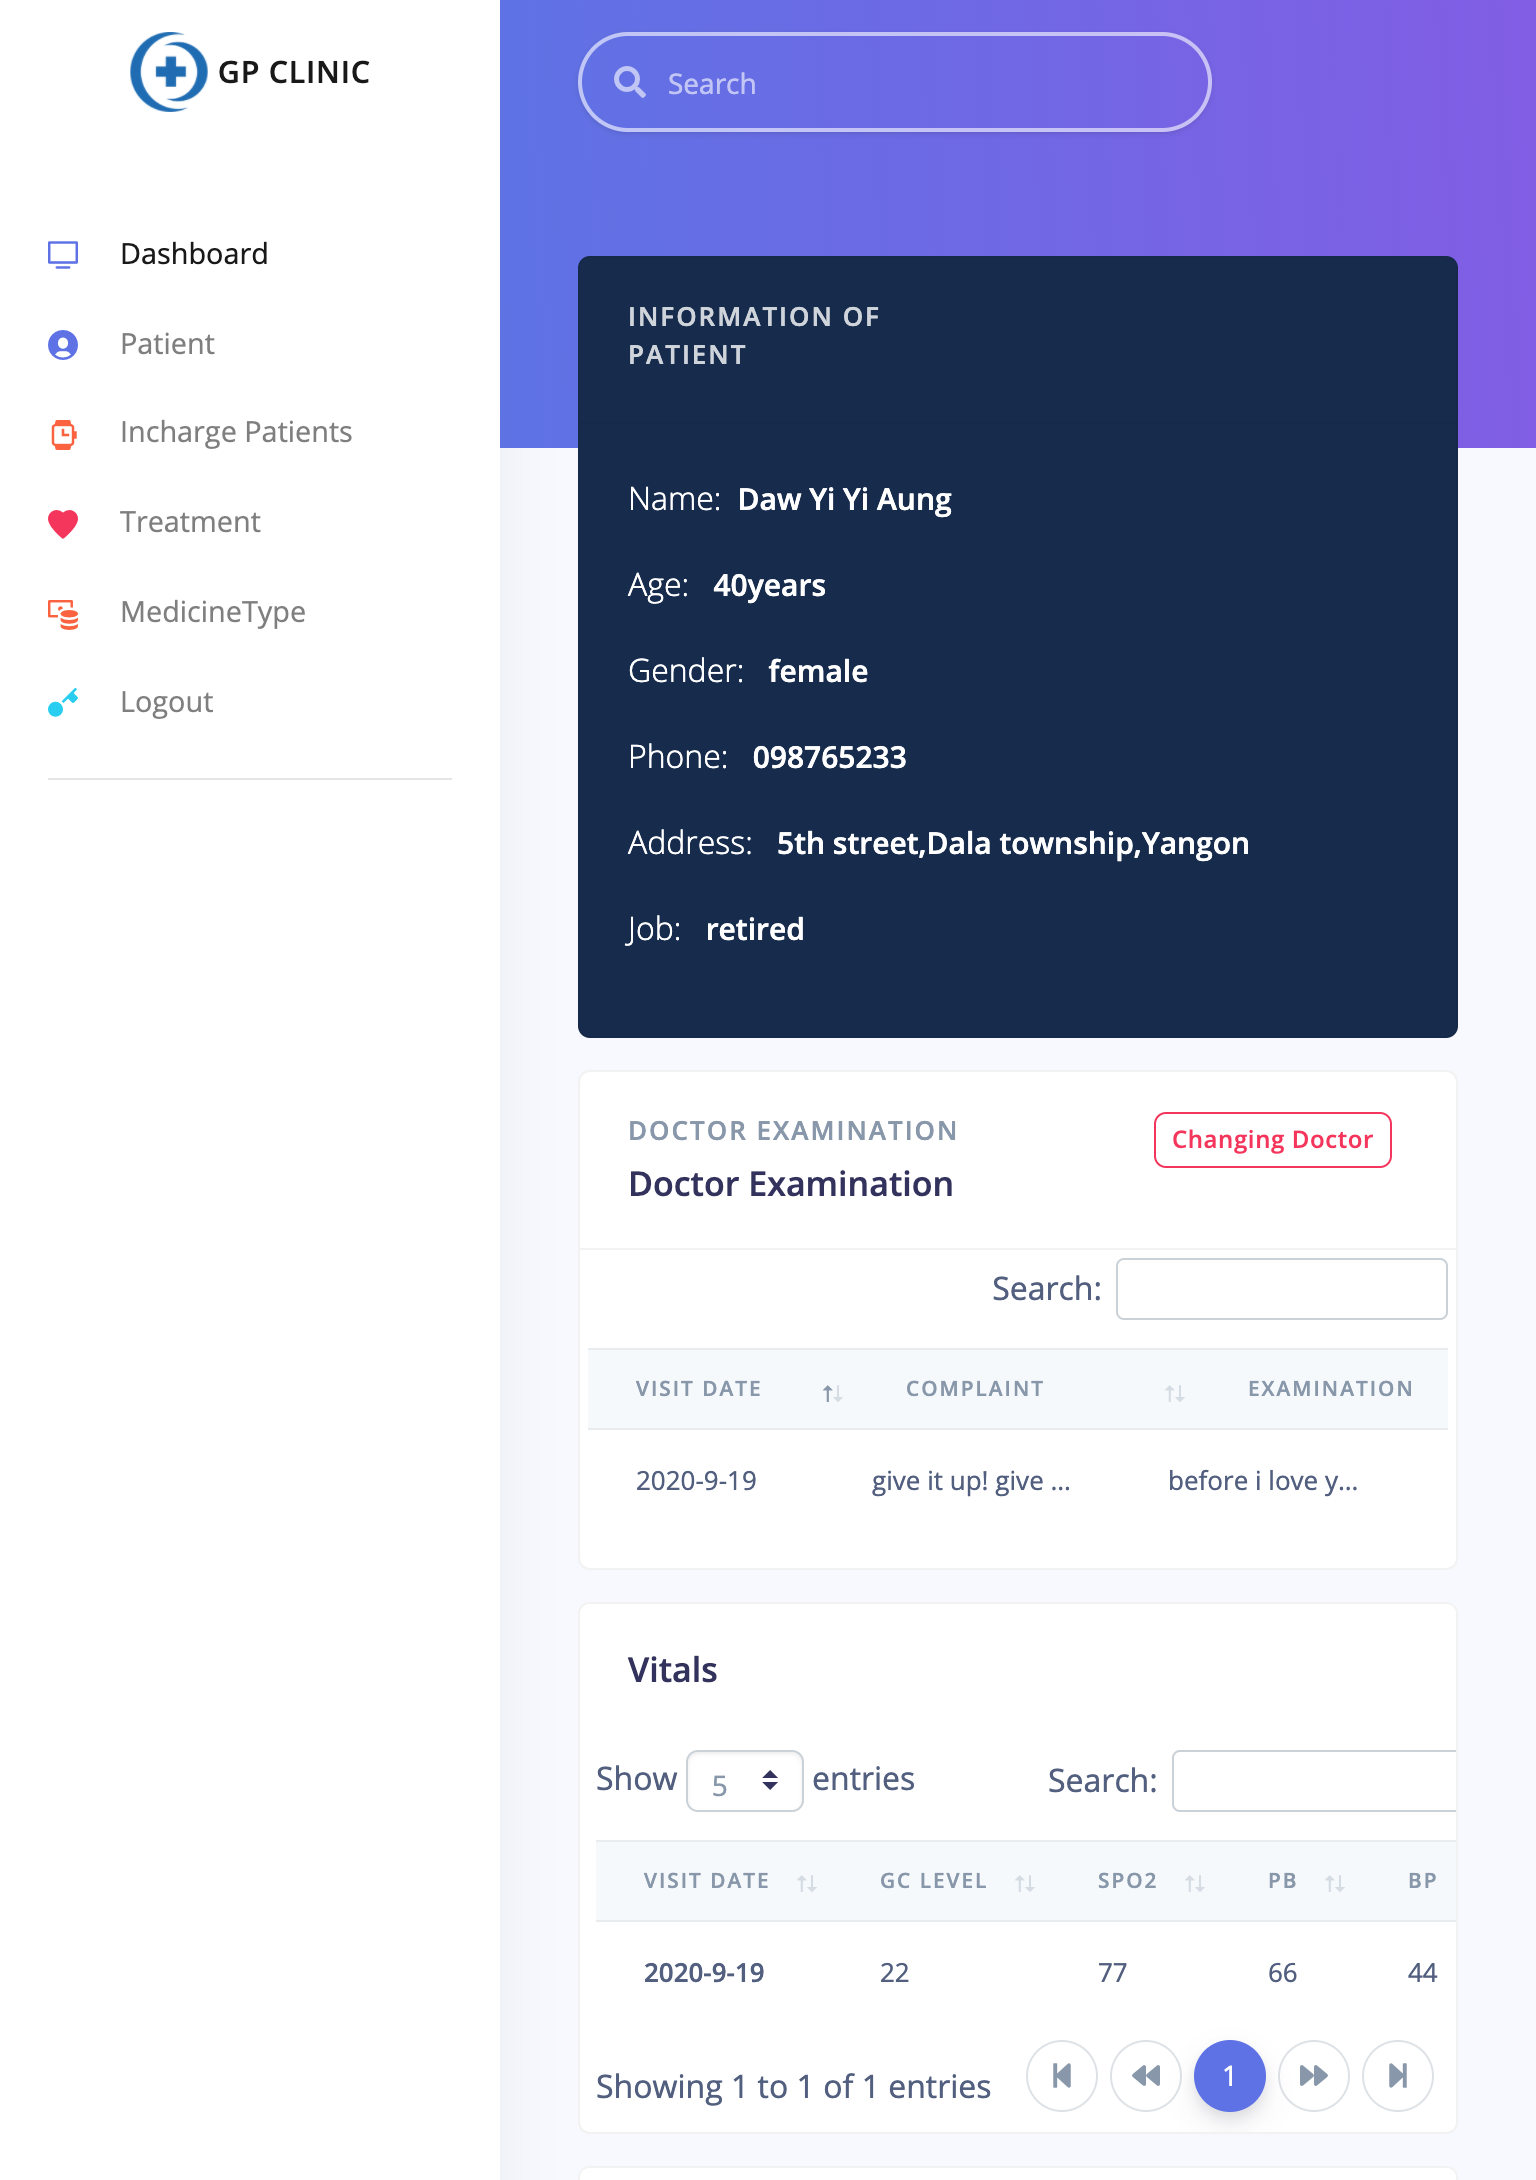 GP CLINIC
Search
Dashboard
Patient
Incharge Patients
Treatment
MedicineType
Logout
INFORMATION OF
PATIENT
Name: Daw Yi Yi Aung
Age: 40years
Gender: female
Phone: 098765233
Address: 5th street,Dala township,Yangon
Job: retired
DOCTOR EXAMINATION
Changing Doctor
Doctor Examination
Search:
VISIT DATE COMPLAINT EXAMINATION
2020-9-19 give it up! give ... before i love y...
Vitals
Show 5 entries Search:
VISIT DATE GC LEVEL SPO2 PB BP
2020-9-19 22 77 66 44
Showing 1 to 1 of 1 entries 1